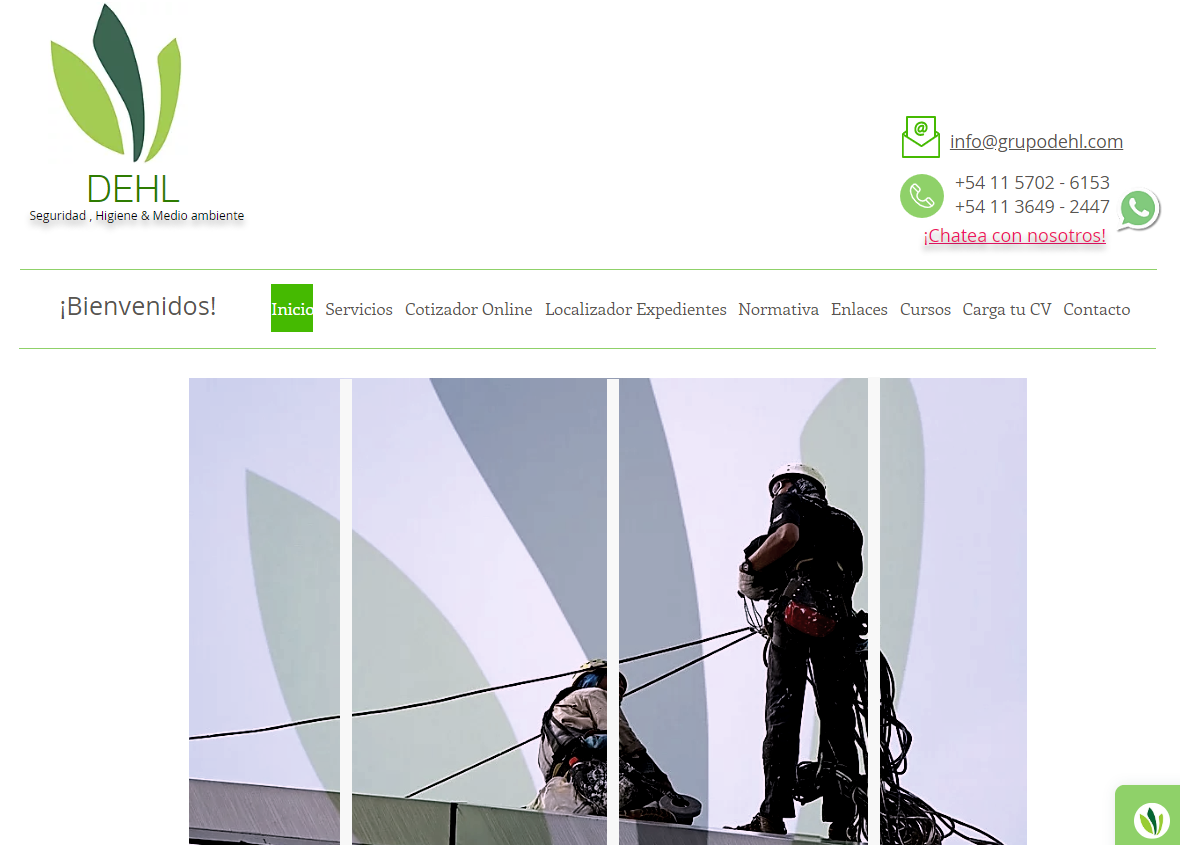 DEHL
Seguridad , Higiene & Medio ambiente
@
info@grupodehl.com
+54 11 5702 - 6153
+54 11 3649 - 2447
¡Chatea con nosotros!
¡Bienvenidos!
Inicio Servicios Cotizador Online Localizador Expedientes Normativa Enlaces Cursos Carga tu CV Contacto